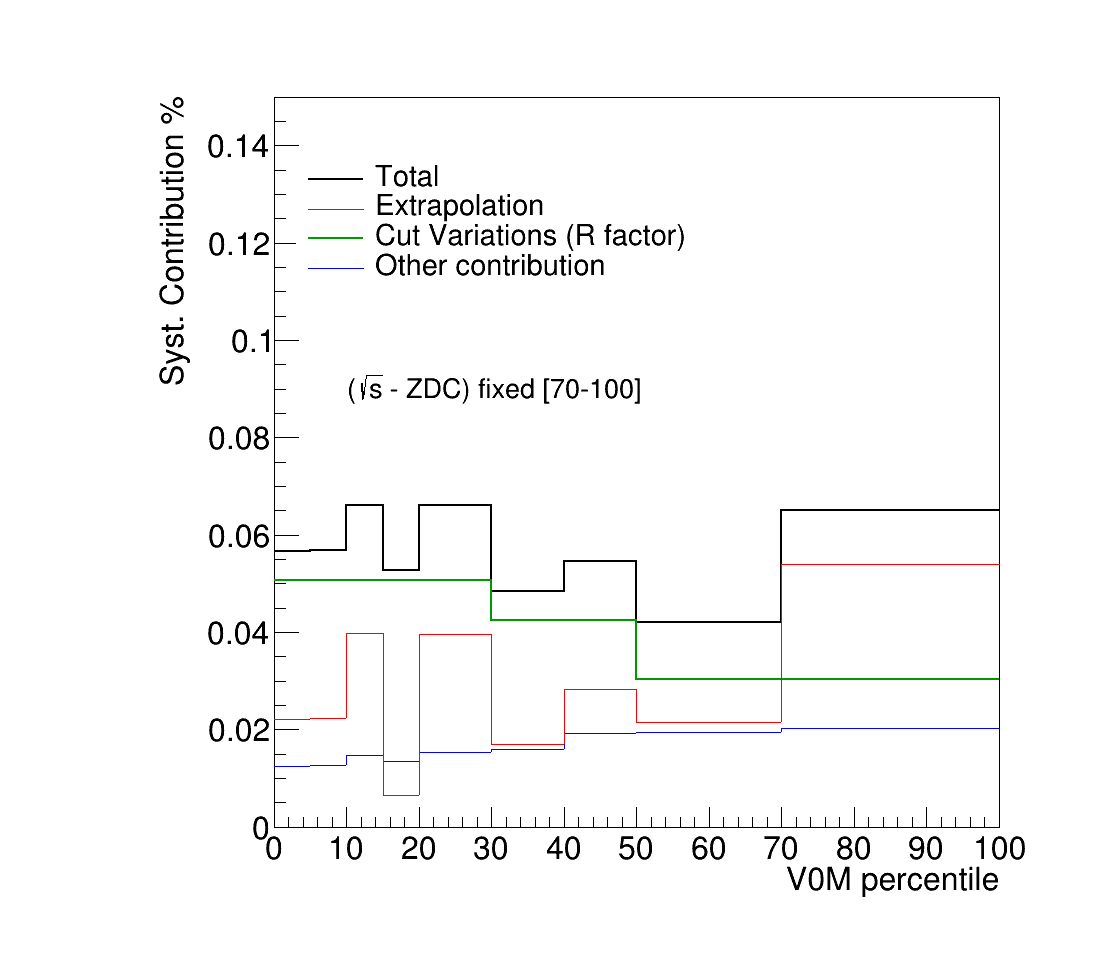 Syst. Contribution %
0.14
0.12
0.1
0.08
0.06
0.04
0.02
0
Total
Extrapolation
Cut Variations (R factor)
Other contribution
(√s - ZDC) fixed [70-100]
0 10 20 30 40 50 60 70 80 90 100
V0M percentile